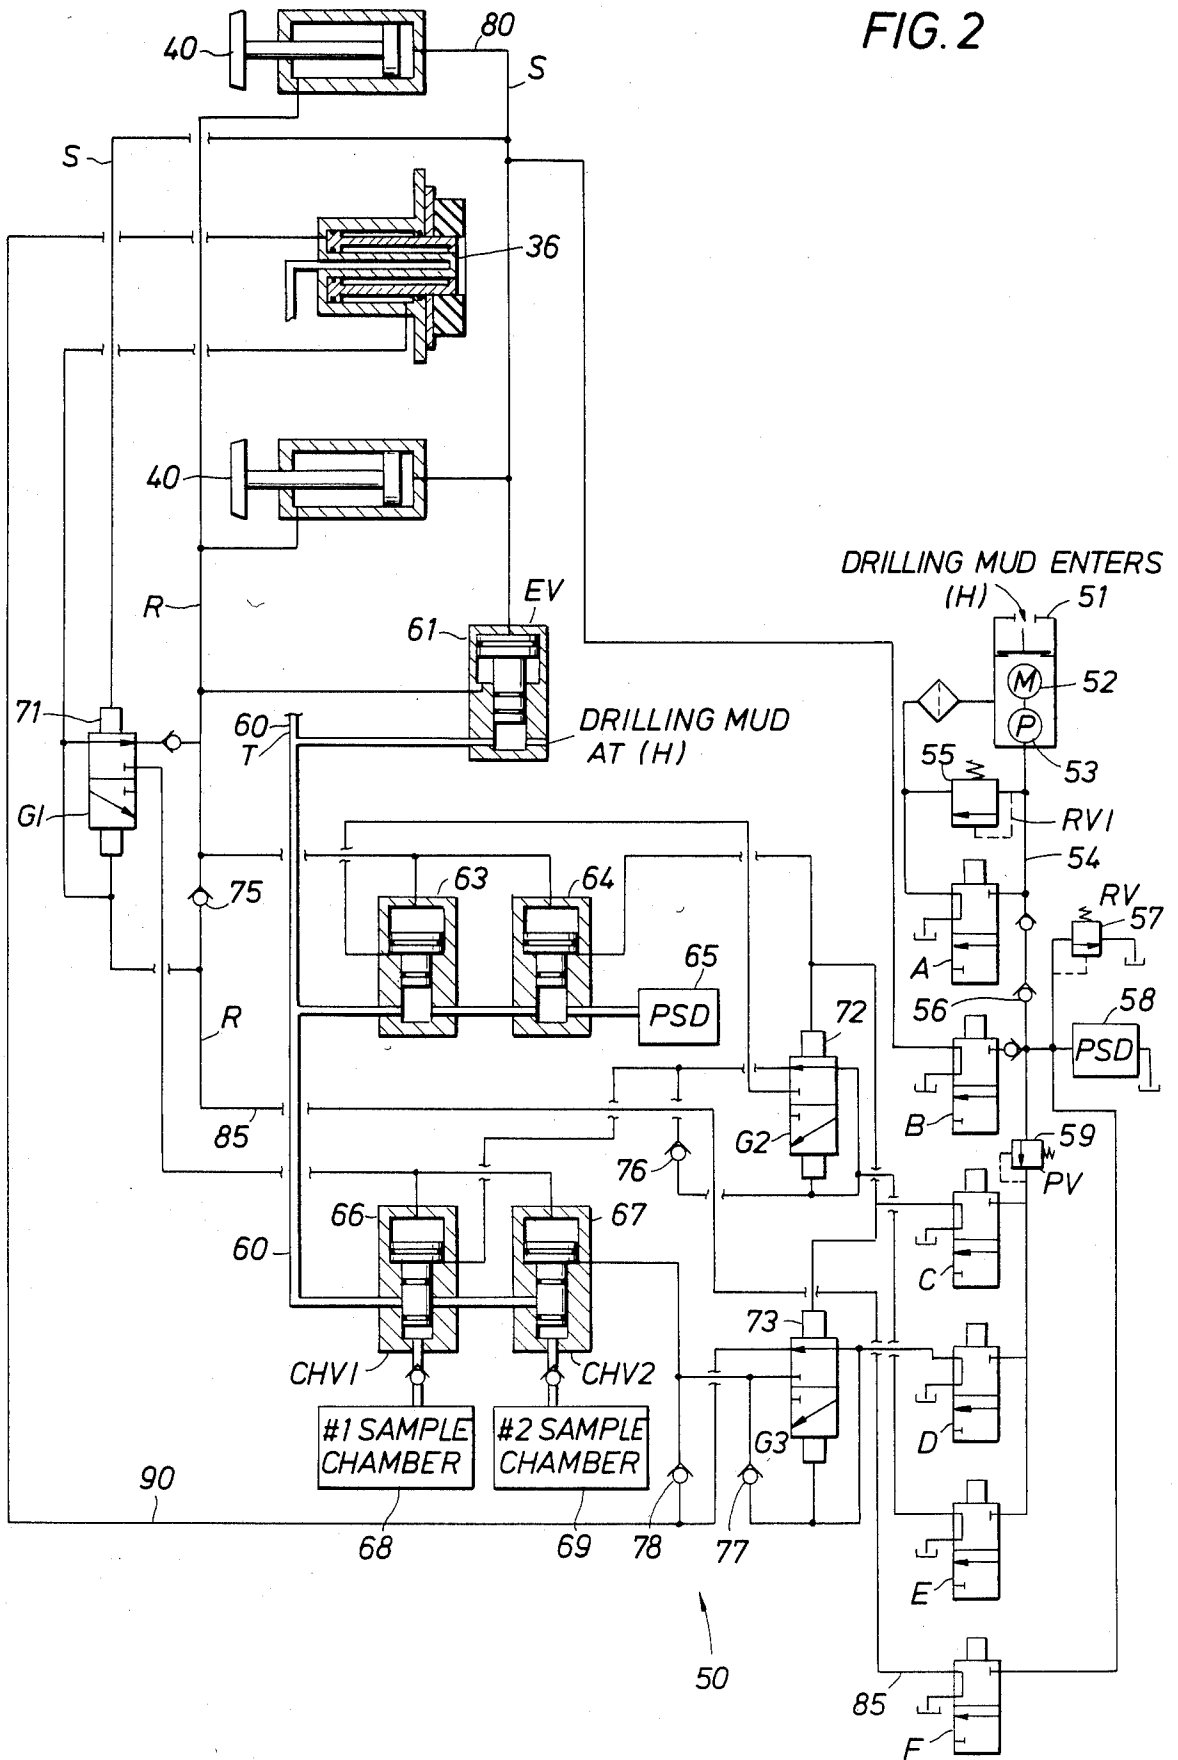 FIG. 2
80
40
S
S
36
40
DRILLING MUD ENTERS
(H)
51
EV
R
61
M
52
71
60
T
DRILLING MUD
AT (H)
P
53
55
G1
RV1
54
63
64
RV
75
57
65
A
R
PSD
72
56
58
PSD
85
G2
B
59
76
PV
66
67
60
C
73
CHV1
CHV2
#1 SAMPLE
CHAMBER
#2 SAMPLE
CHAMBER
G3
D
90
68
69
78
77
E
50
85
F